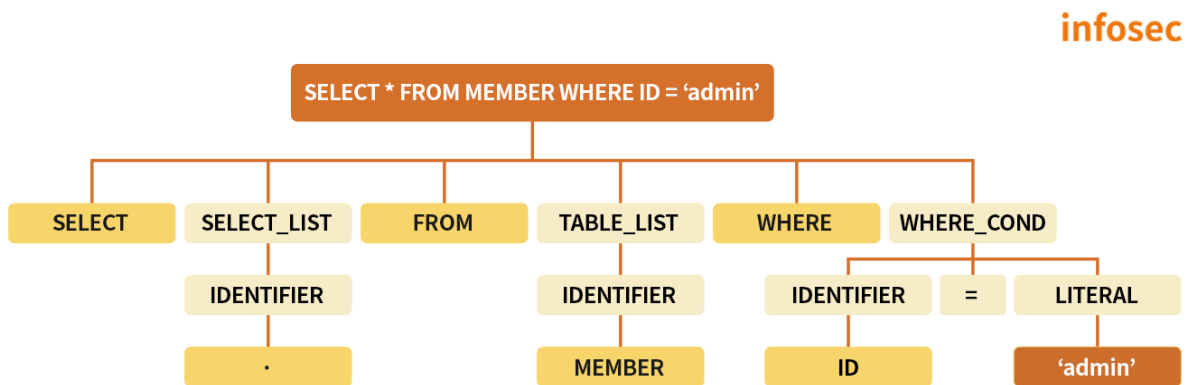 infosec
SELECT * FROM MEMBER WHERE ID = ‘admin’
SELECT SELECT_LIST FROM TABLE_LIST WHERE WHERE_COND
IDENTIFIER IDENTIFIER IDENTIFIER = LITERAL
· MEMBER ID ‘admin’